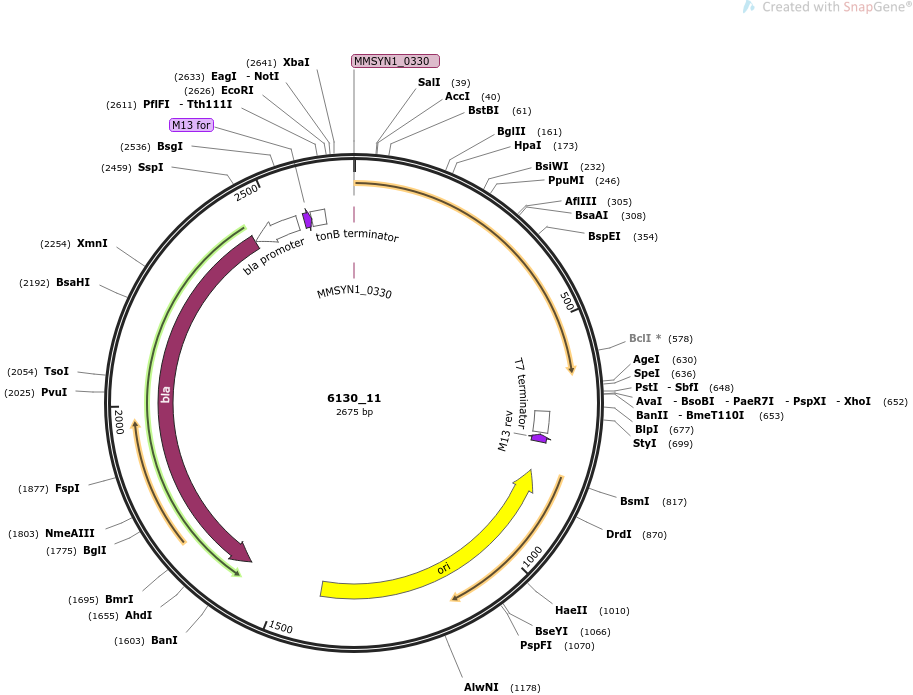 Created with SnapGene®
MMSYN1_0330
(2641) XbaI
(2633) EagI - NotI
(2626) EcoRI
(2611) PflFI - Tth111I
M13 for
(2536) BsgI
(2459) SspI
(2254) XmnI
(2192) BsaHI
(2054) TsoI
(2025) PvuI
(1877) FspI
(1803) NmeAIII
(1775) BglI
(1695) BmrI
(1655) AhdI
(1603) BanI
SalI (39)
AccI (40)
BstBI (61)
BglII (161)
HpaI (173)
BsiWI (232)
PpuMI (246)
AflIII (305)
BsaAI (308)
BspEI (354)
BclI * (578)
AgeI (630)
SpeI (636)
PstI - SbfI (648)
AvaI - BsoBI - PaeR7I - PspXI - XhoI (652)
BanII - BmeT110I (653)
BlpI (677)
StyI (699)
BsmI (817)
DrdI (870)
HaeII (1010)
BseYI (1066)
PspFI (1070)
AlwNI (1178)
500
1000
1500
2000
2500
tonB terminator
bla promoter
MMSYN1_0330
bla
T7 terminator
M13 rev
ori
6130_11
2675 bp